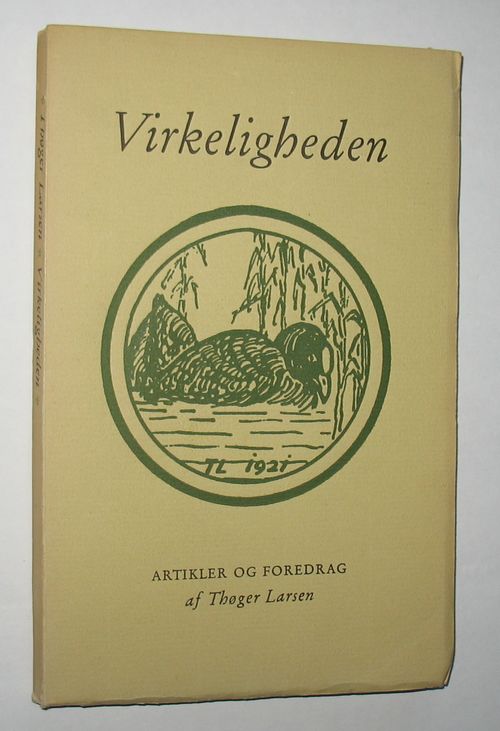 Virkeligheden
TL 1921
ARTIKLER OG FOREDRAG
af Thøger Larsen
* Thøger Larsen * Virkeligheden *